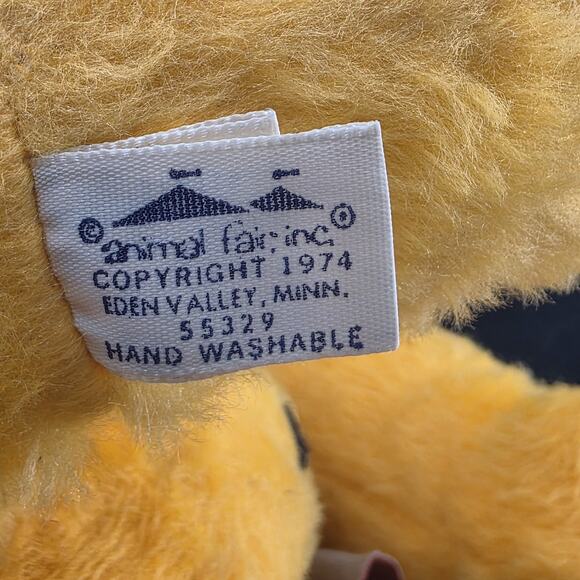 © animal fair, inc. ®
COPYRIGHT 1974
EDEN VALLEY, MINN.
55329
HAND WASHABLE